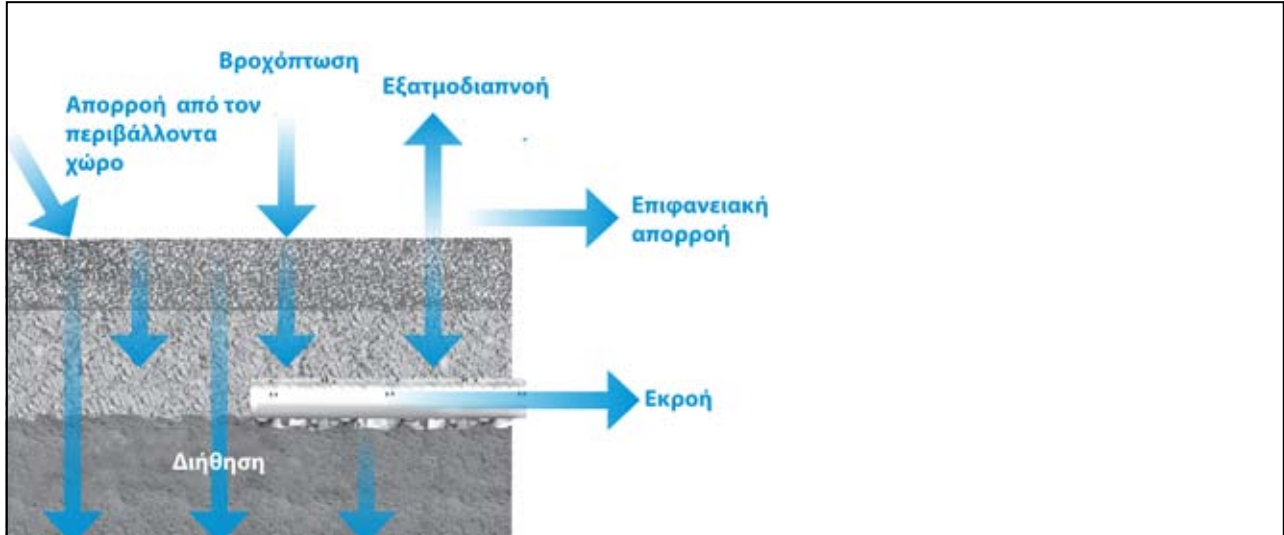 Βροχόπτωση
Εξατμοδιαπνοή
Απορροή από τον
περιβάλλοντα
χώρο
Επιφανειακή
απορροή
Εκροή
Διήθηση